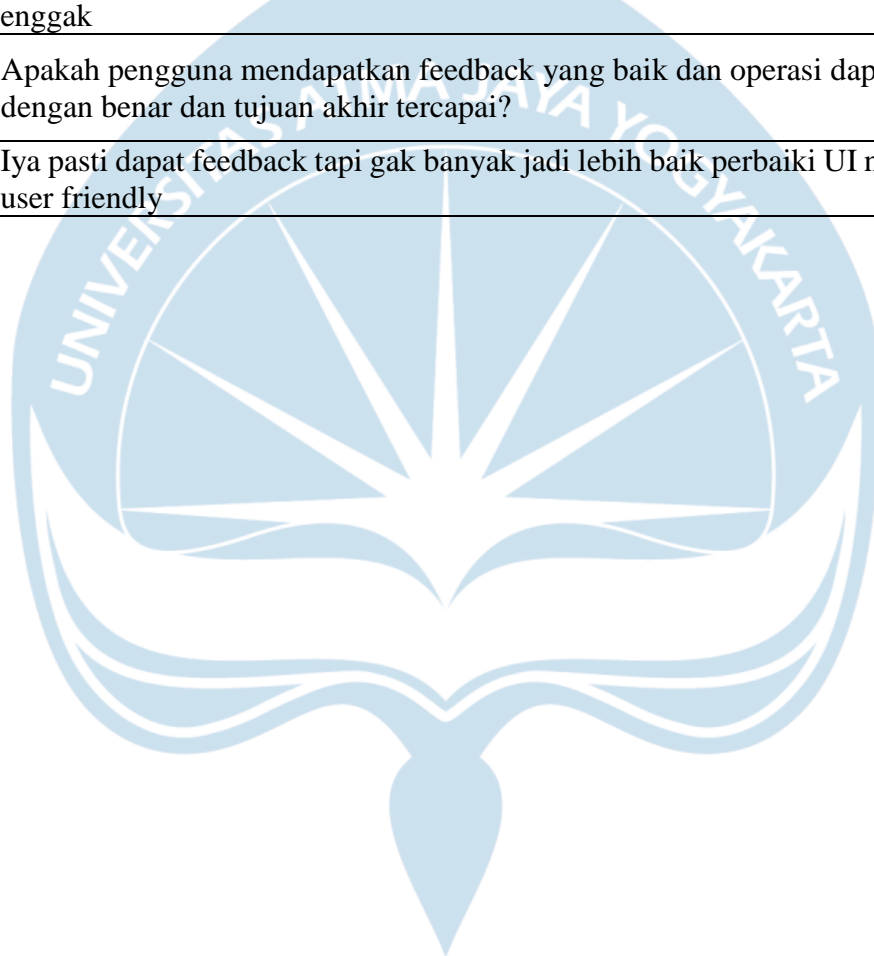 enggak
Apakah pengguna mendapatkan feedback yang baik dan operasi
dengan benar dan tujuan akhir tercapai?
Iya pasti dapat feedback tapi gak banyak jadi lebih baik perbaiki UI
user friendly
UNIVERSITAS ATMA JAYA YOGYAKARTA